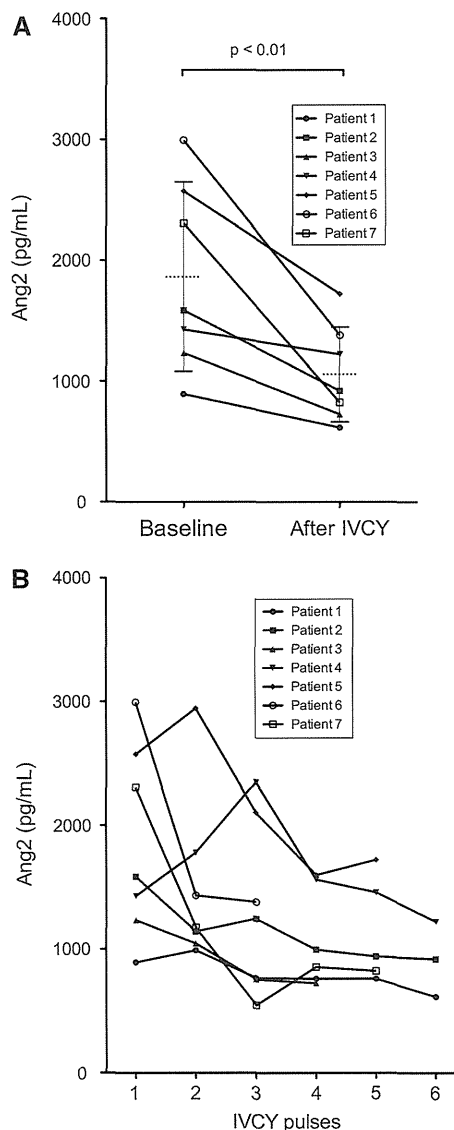 A
4000
p < 0.01
3000
Patient 1
Patient 2
Patient 3
Patient 4
Patient 5
Patient 6
Patient 7
Ang2 (pg/mL)
2000
1000
0
Baseline
After IVCY
B
4000
Patient 1
Patient 2
Patient 3
Patient 4
Patient 5
Patient 6
Patient 7
3000
Ang2 (pg/mL)
2000
1000
0
1 2 3 4 5 6
IVCY pulses